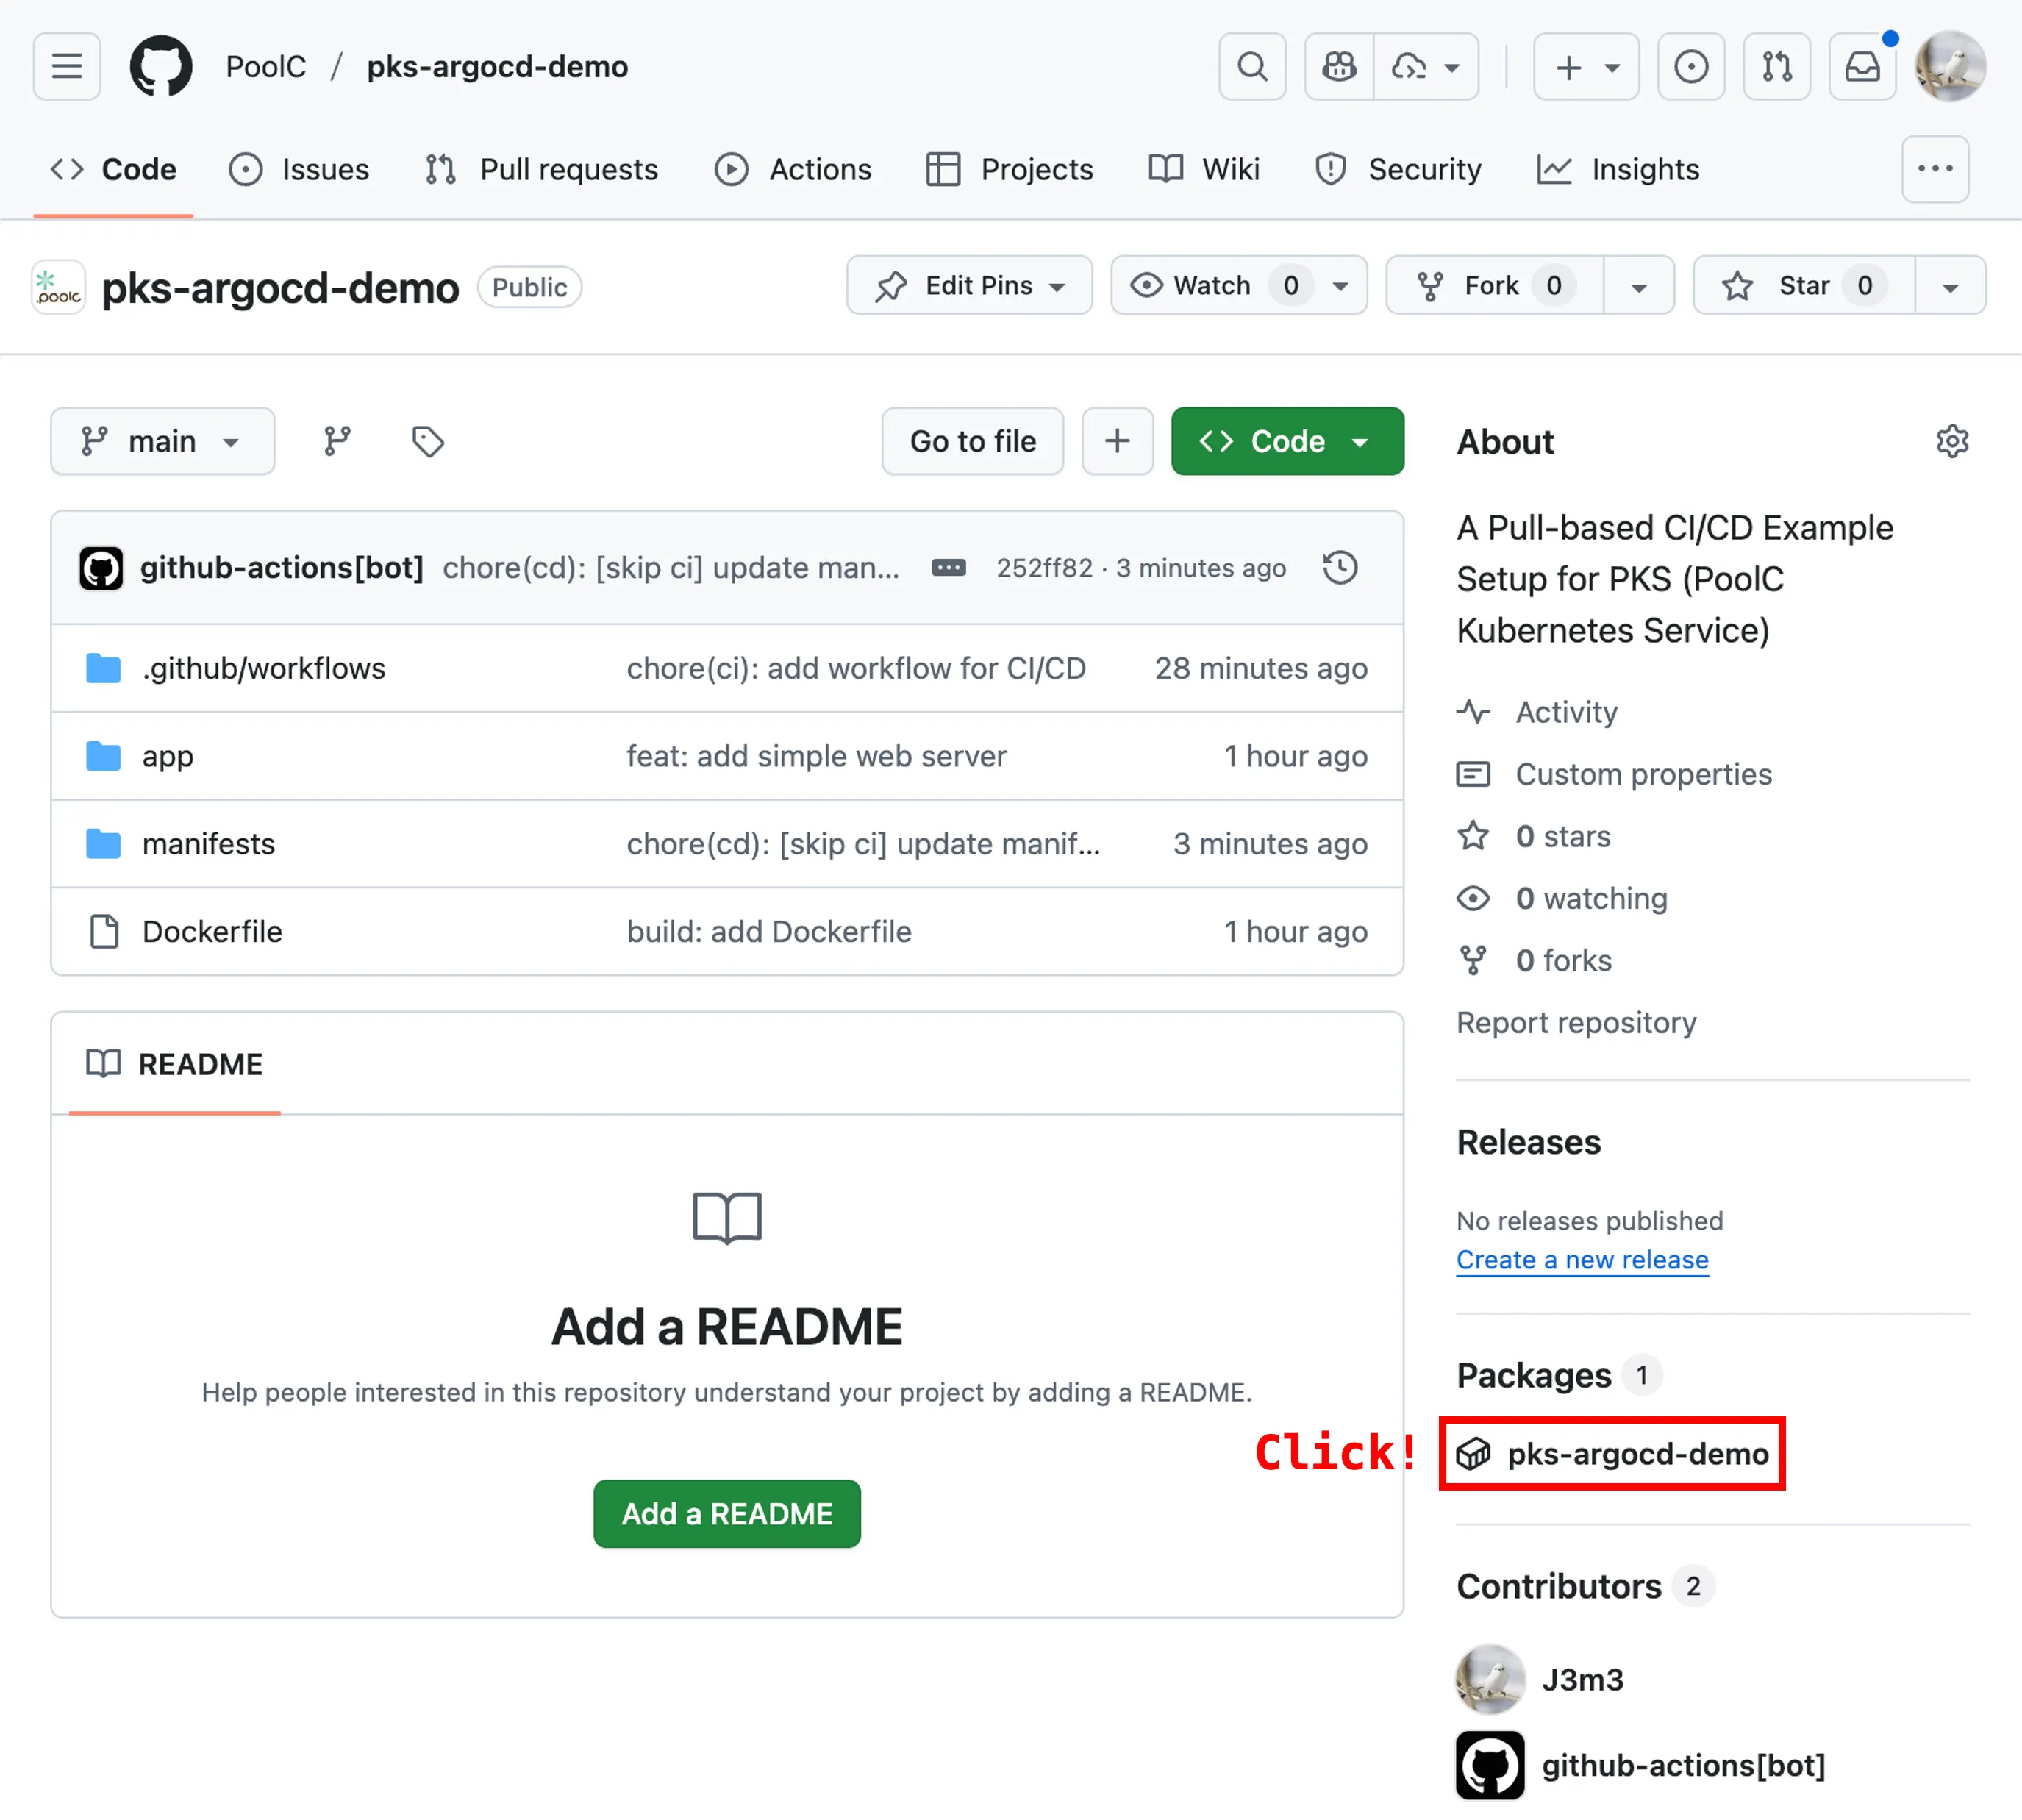 PoolC / pks-argocd-demo
Code Issues Pull requests Actions Projects Wiki Security Insights
.poolc pks-argocd-demo Public Edit Pins Watch 0 Fork 0 Star 0
main Go to file Code
github-actions[bot] chore(cd): [skip ci] update man... 252ff82 · 3 minutes ago
.github/workflows chore(ci): add workflow for CI/CD 28 minutes ago
app feat: add simple web server 1 hour ago
manifests chore(cd): [skip ci] update manif... 3 minutes ago
Dockerfile build: add Dockerfile 1 hour ago
README
Add a README
Help people interested in this repository understand your project by adding a README.
Add a README
About
A Pull-based CI/CD Example
Setup for PKS (PoolC
Kubernetes Service)
Activity
Custom properties
0 stars
0 watching
0 forks
Report repository
Releases
No releases published
Create a new release
Packages 1
Click! pks-argocd-demo
Contributors 2
J3m3
github-actions[bot]